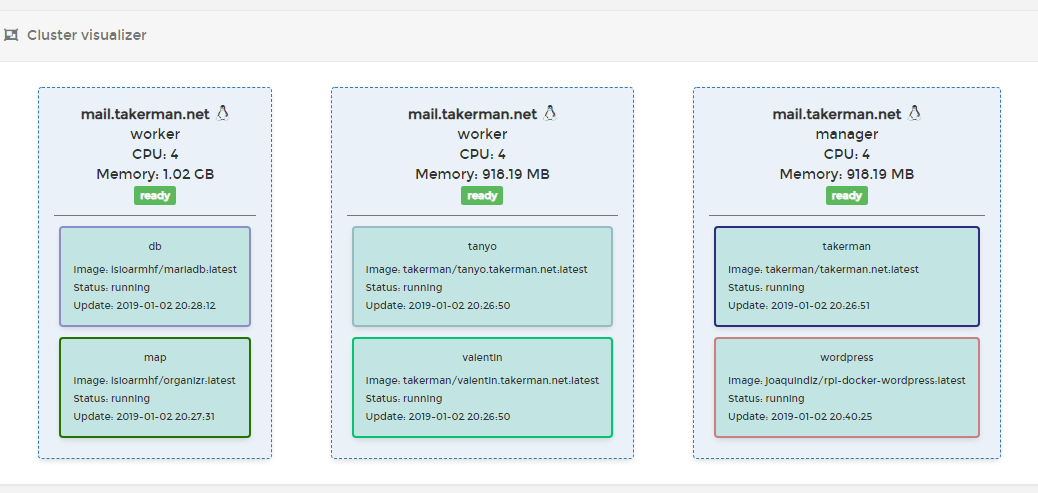 Cluster visualizer
mail.takerman.net
worker
CPU: 4
Memory: 1.02 GB
ready
db
Image: lsioarmhf/mariadb:latest
Status: running
Update: 2019-01-02 20:28:12
map
Image: lsioarmhf/organizr:latest
Status: running
Update: 2019-01-02 20:27:31
mail.takerman.net
worker
CPU: 4
Memory: 918.19 MB
ready
tanyo
Image: takerman/tanyo.takerman.net:latest
Status: running
Update: 2019-01-02 20:26:50
valentin
Image: takerman/valentin.takerman.net:latest
Status: running
Update: 2019-01-02 20:26:50
mail.takerman.net
manager
CPU: 4
Memory: 918.19 MB
ready
takerman
Image: takerman/takerman.net:latest
Status: running
Update: 2019-01-02 20:26:51
wordpress
Image: joaquindlz/rpi-docker-wordpress:latest
Status: running
Update: 2019-01-02 20:40:25